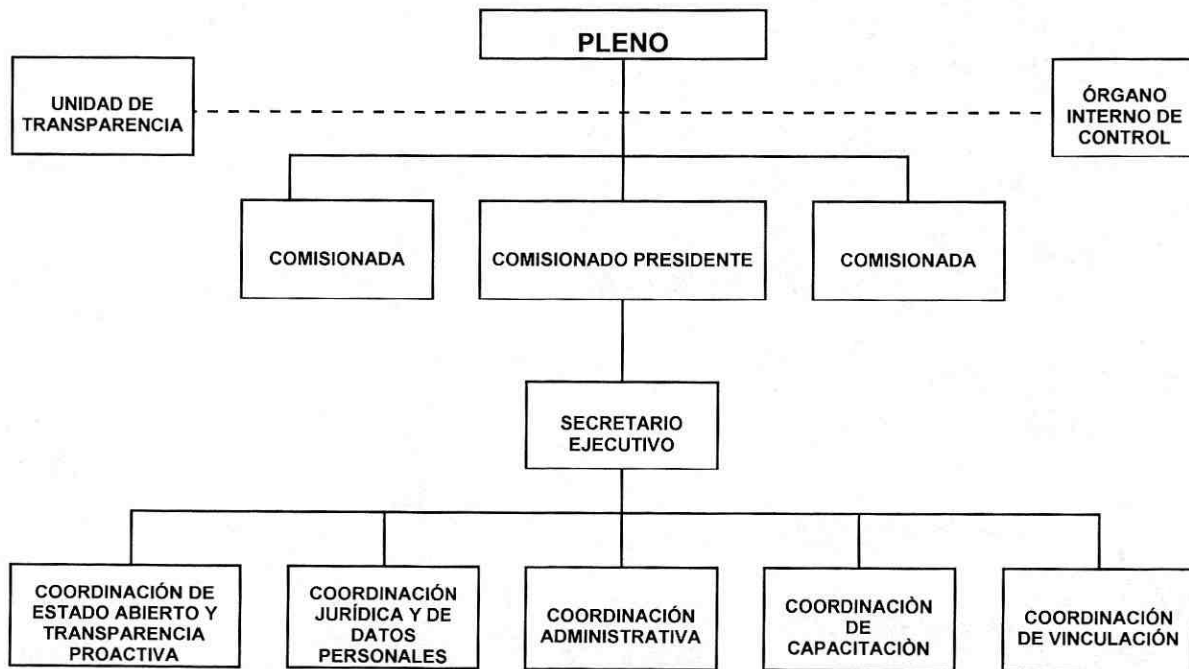 PLENO
UNIDAD DE
TRANSPARENCIA
ÓRGANO
INTERNO DE
CONTROL
COMISIONADA
COMISIONADO PRESIDENTE
COMISIONADA
SECRETARIO
EJECUTIVO
COORDINACIÓN DE
ESTADO ABIERTO Y
TRANSPARENCIA
PROACTIVA
COORDINACIÓN
JURÍDICA Y DE
DATOS
PERSONALES
COORDINACIÓN
ADMINISTRATIVA
COORDINACIÒN
DE
CAPACITACIÒN
COORDINACIÓN
DE VINCULACIÓN